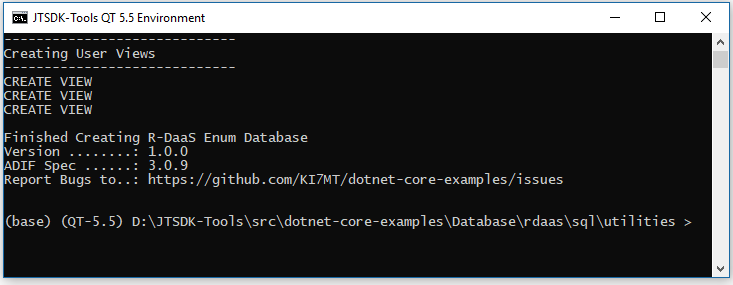 JTSDK-Tools QT 5.5 Environment
-----------------------------
Creating User Views
-----------------------------
CREATE VIEW
CREATE VIEW
CREATE VIEW
Finished Creating R-DaaS Enum Database
Version ........: 1.0.0
ADIF Spec ......: 3.0.9
Report Bugs to..: https://github.com/KI7MT/dotnet-core-examples/issues
(base) (QT-5.5) D:\JTSDK-Tools\src\dotnet-core-examples\Database\rdaas\sql\utilities >